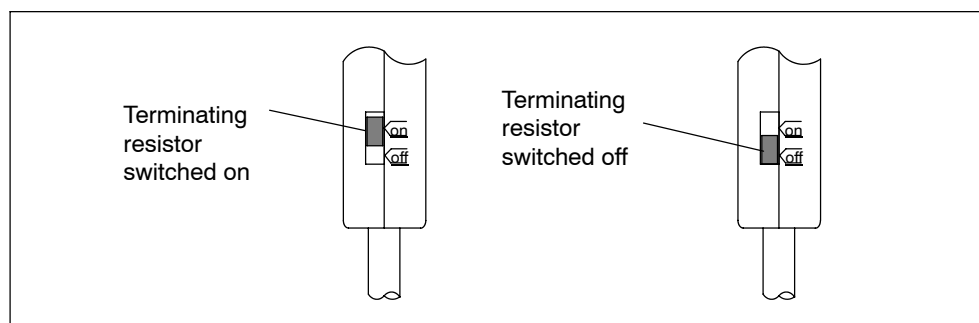 Terminating
resistor
switched on
on
off
Terminating
resistor
switched off
on
off